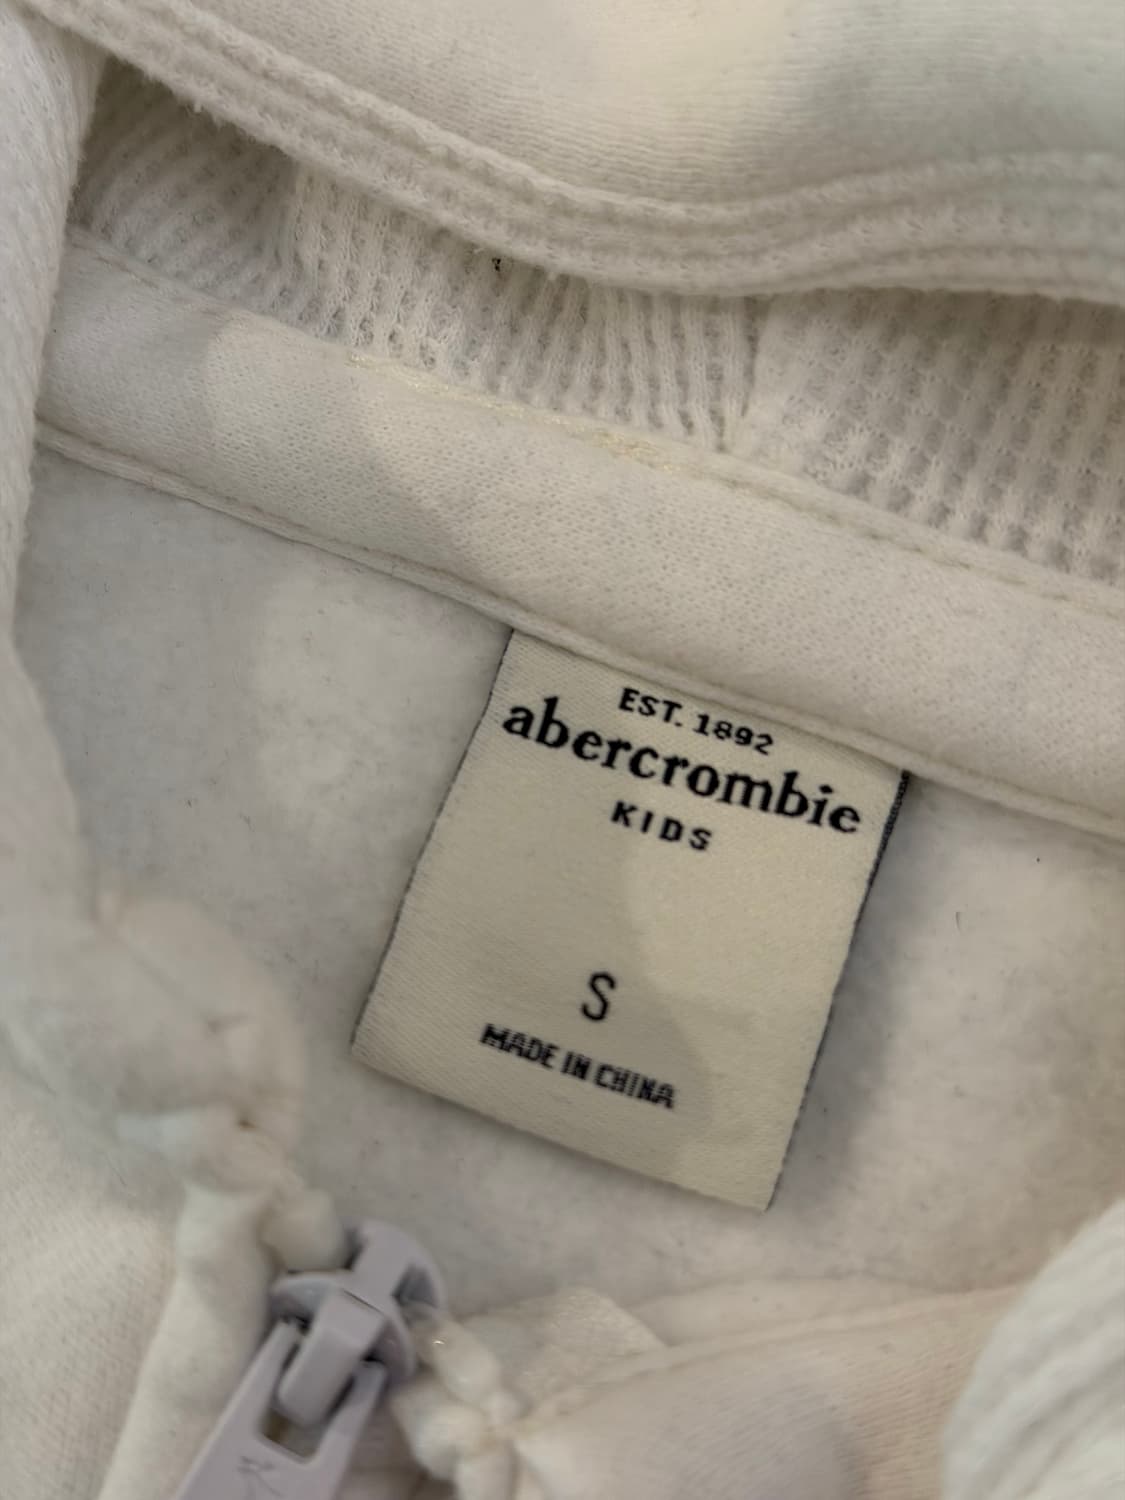 EST. 1892
abercrombie
KIDS
S
MADE IN CHINA